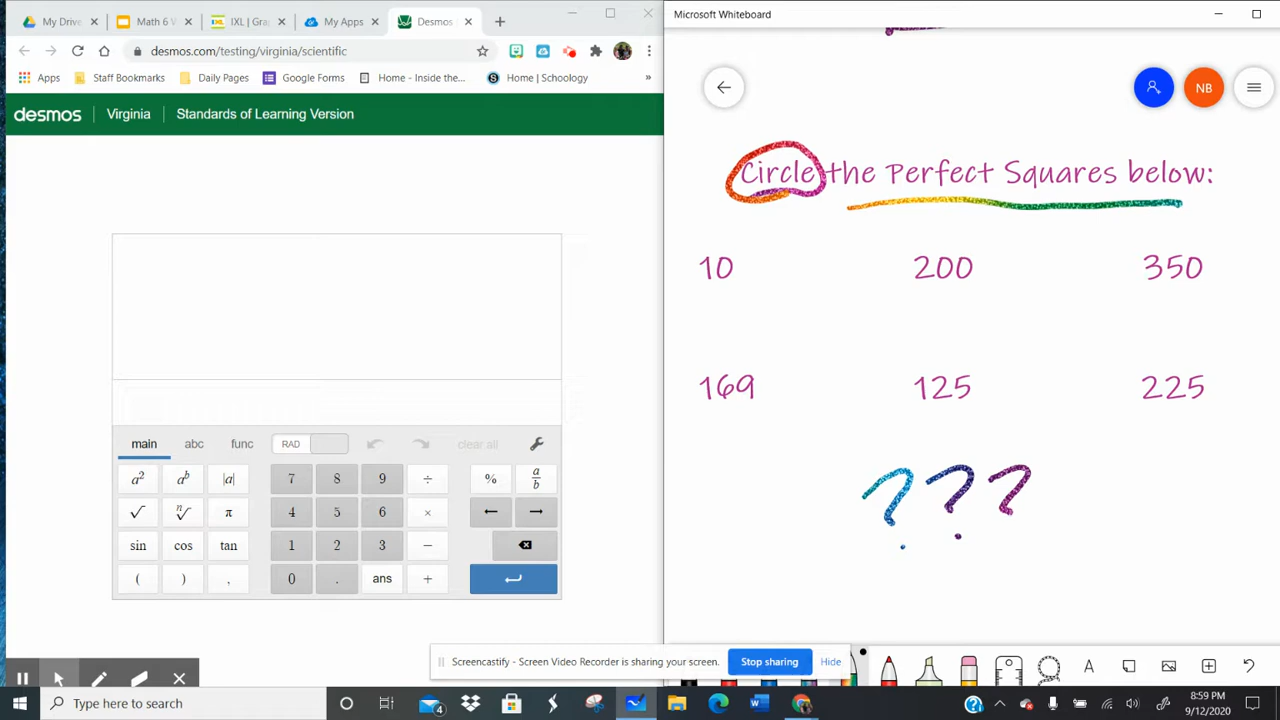 My Drive
Math 6 V
IXL | Gra
My Apps
Desmos |
Microsoft Whiteboard
desmos.com/testing/virginia/scientific
Apps
Staff Bookmarks
Daily Pages
Google Forms
Home - Inside the...
Home | Schoology
»
NB
desmos
Virginia
Standards of Learning Version
Circle the Perfect Squares below:
10 200 350
169 125 225
? ? ?
main abc func RAD clear all
a² aᵇ |a| 7 8 9 ÷ % a/b
√ ⁿ√ π 4 5 6 × ← →
sin cos tan 1 2 3 −
( ) , 0 . ans +
Screencastify - Screen Video Recorder is sharing your screen.
Stop sharing
Hide
A
Type here to search
4
8:59 PM
9/12/2020